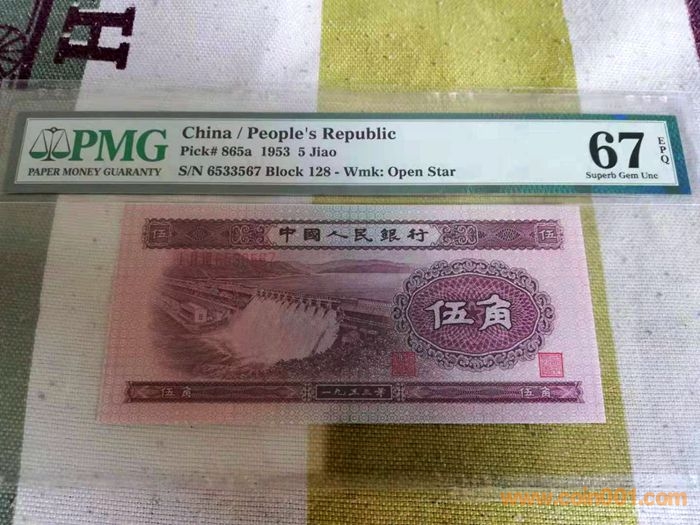 PMG
PAPER MONEY GUARANTY
China / People's Republic
Pick# 865a 1953 5 Jiao
S/N 6533567 Block 128 - Wmk: Open Star
67 EPQ
Superb Gem Unc
伍 中國人民銀行 伍
6533567
伍角
伍角 一九五三年 伍角
www.coin001.com